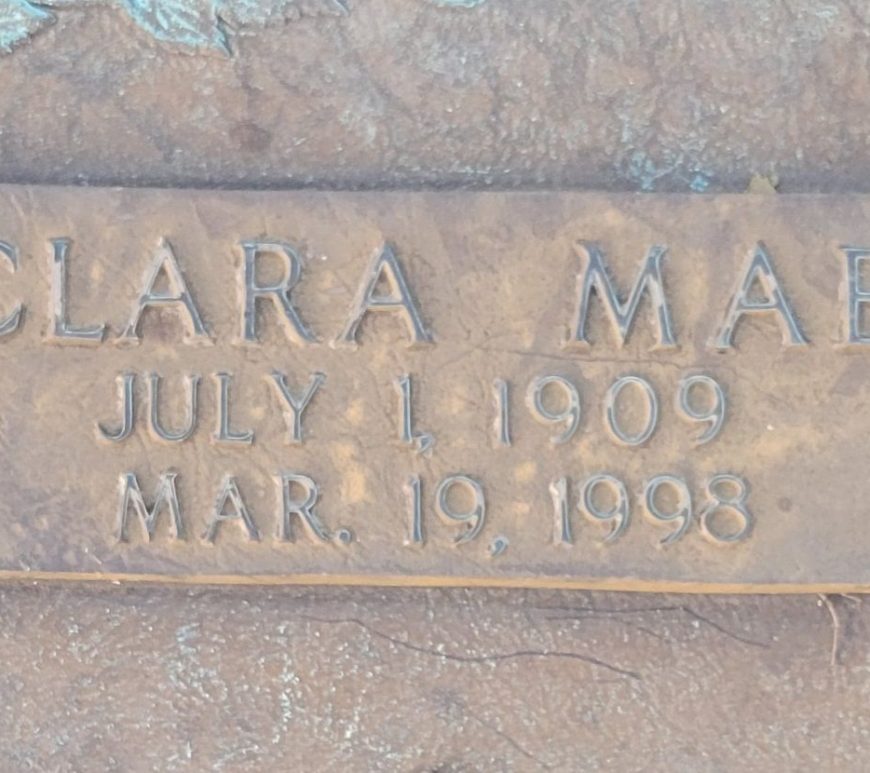 CLARA MAE
JULY 1, 1909
MAR. 19, 1998